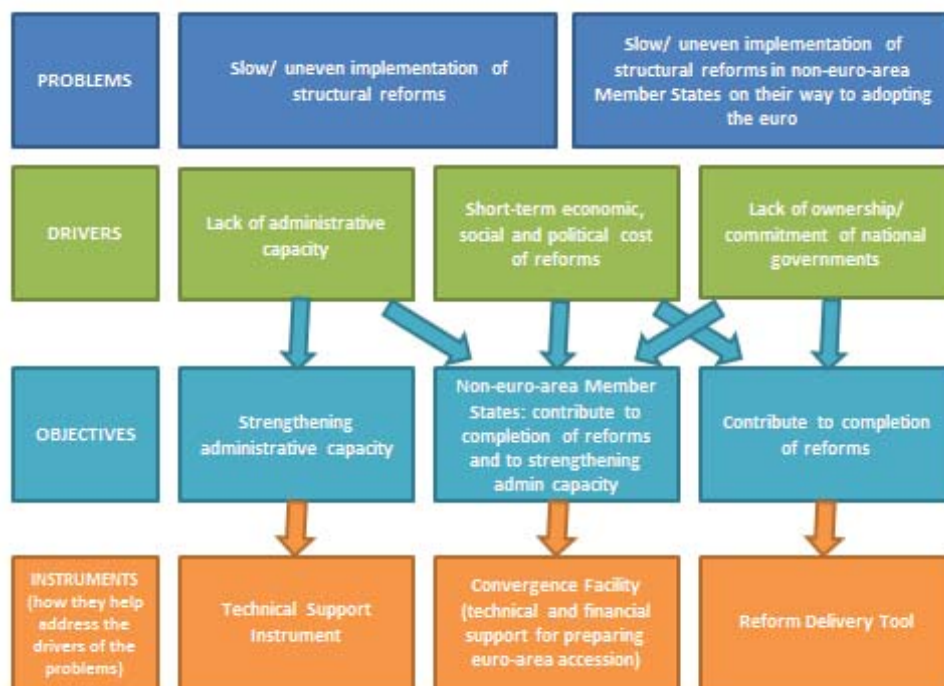 PROBLEMS
Slow/ uneven implementation of
structural reforms
Slow/ uneven implementation of
structural reforms in non-euro-area
Member States on their way to adopting
the euro
DRIVERS
Lack of administrative
capacity
Short-term economic,
social and political cost
of reforms
Lack of ownership/
commitment of national
governments
OBJECTIVES
Strengthening
administrative capacity
Non-euro-area Member
States: contribute to
completion of reforms
and to strengthening
admin capacity
Contribute to completion
of reforms
INSTRUMENTS
(how they help
address the
drivers of the
problems)
Technical Support
Instrument
Convergence Facility
(technical and financial
support for preparing
euro-area accession)
Reform Delivery Tool